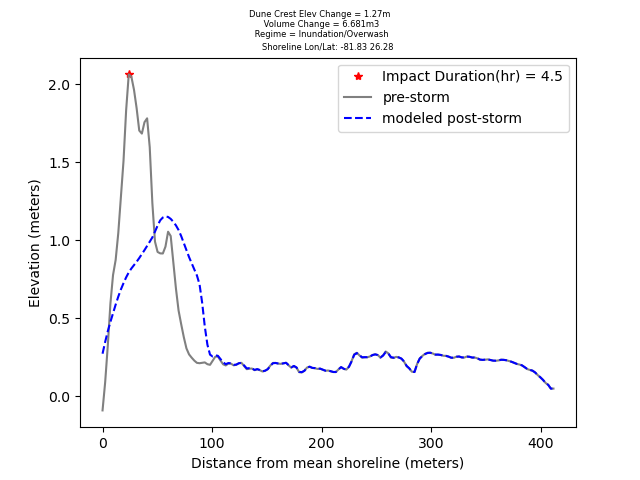 Dune Crest Elev Change = 1.27m
Volume Change = 6.681m3
Regime = Inundation/Overwash
Shoreline Lon/Lat: -81.83 26.28
Impact Duration(hr) = 4.5
pre-storm
modeled post-storm
Elevation (meters)
2.0
1.5
1.0
0.5
0.0
0
100
200
300
400
Distance from mean shoreline (meters)